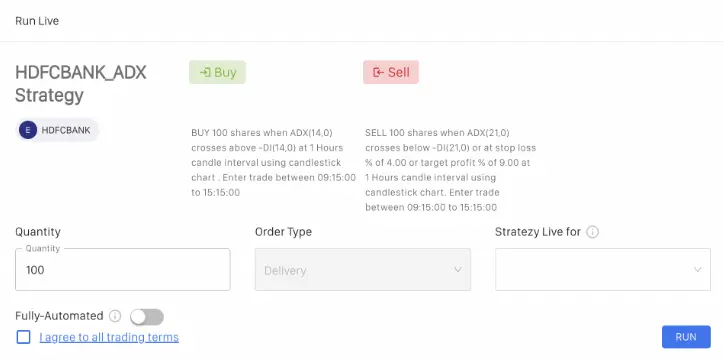 Run Live
HDFCBANK_ADX
Strategy
E HDFCBANK
Buy
BUY 100 shares when ADX(14,0)
crosses above -DI(14,0) at 1 Hours
candle interval using candlestick
chart . Enter trade between 09:15:00
to 15:15:00
Sell
SELL 100 shares when ADX(21,0)
crosses below -DI(21,0) or at stop loss
% of 4.00 or target profit % of 9.00 at
1 Hours candle interval using
candlestick chart. Enter trade
between 09:15:00 to 15:15:00
Quantity
Quantity
100
Order Type
Delivery
Stratezy Live for
Fully-Automated
I agree to all trading terms
RUN